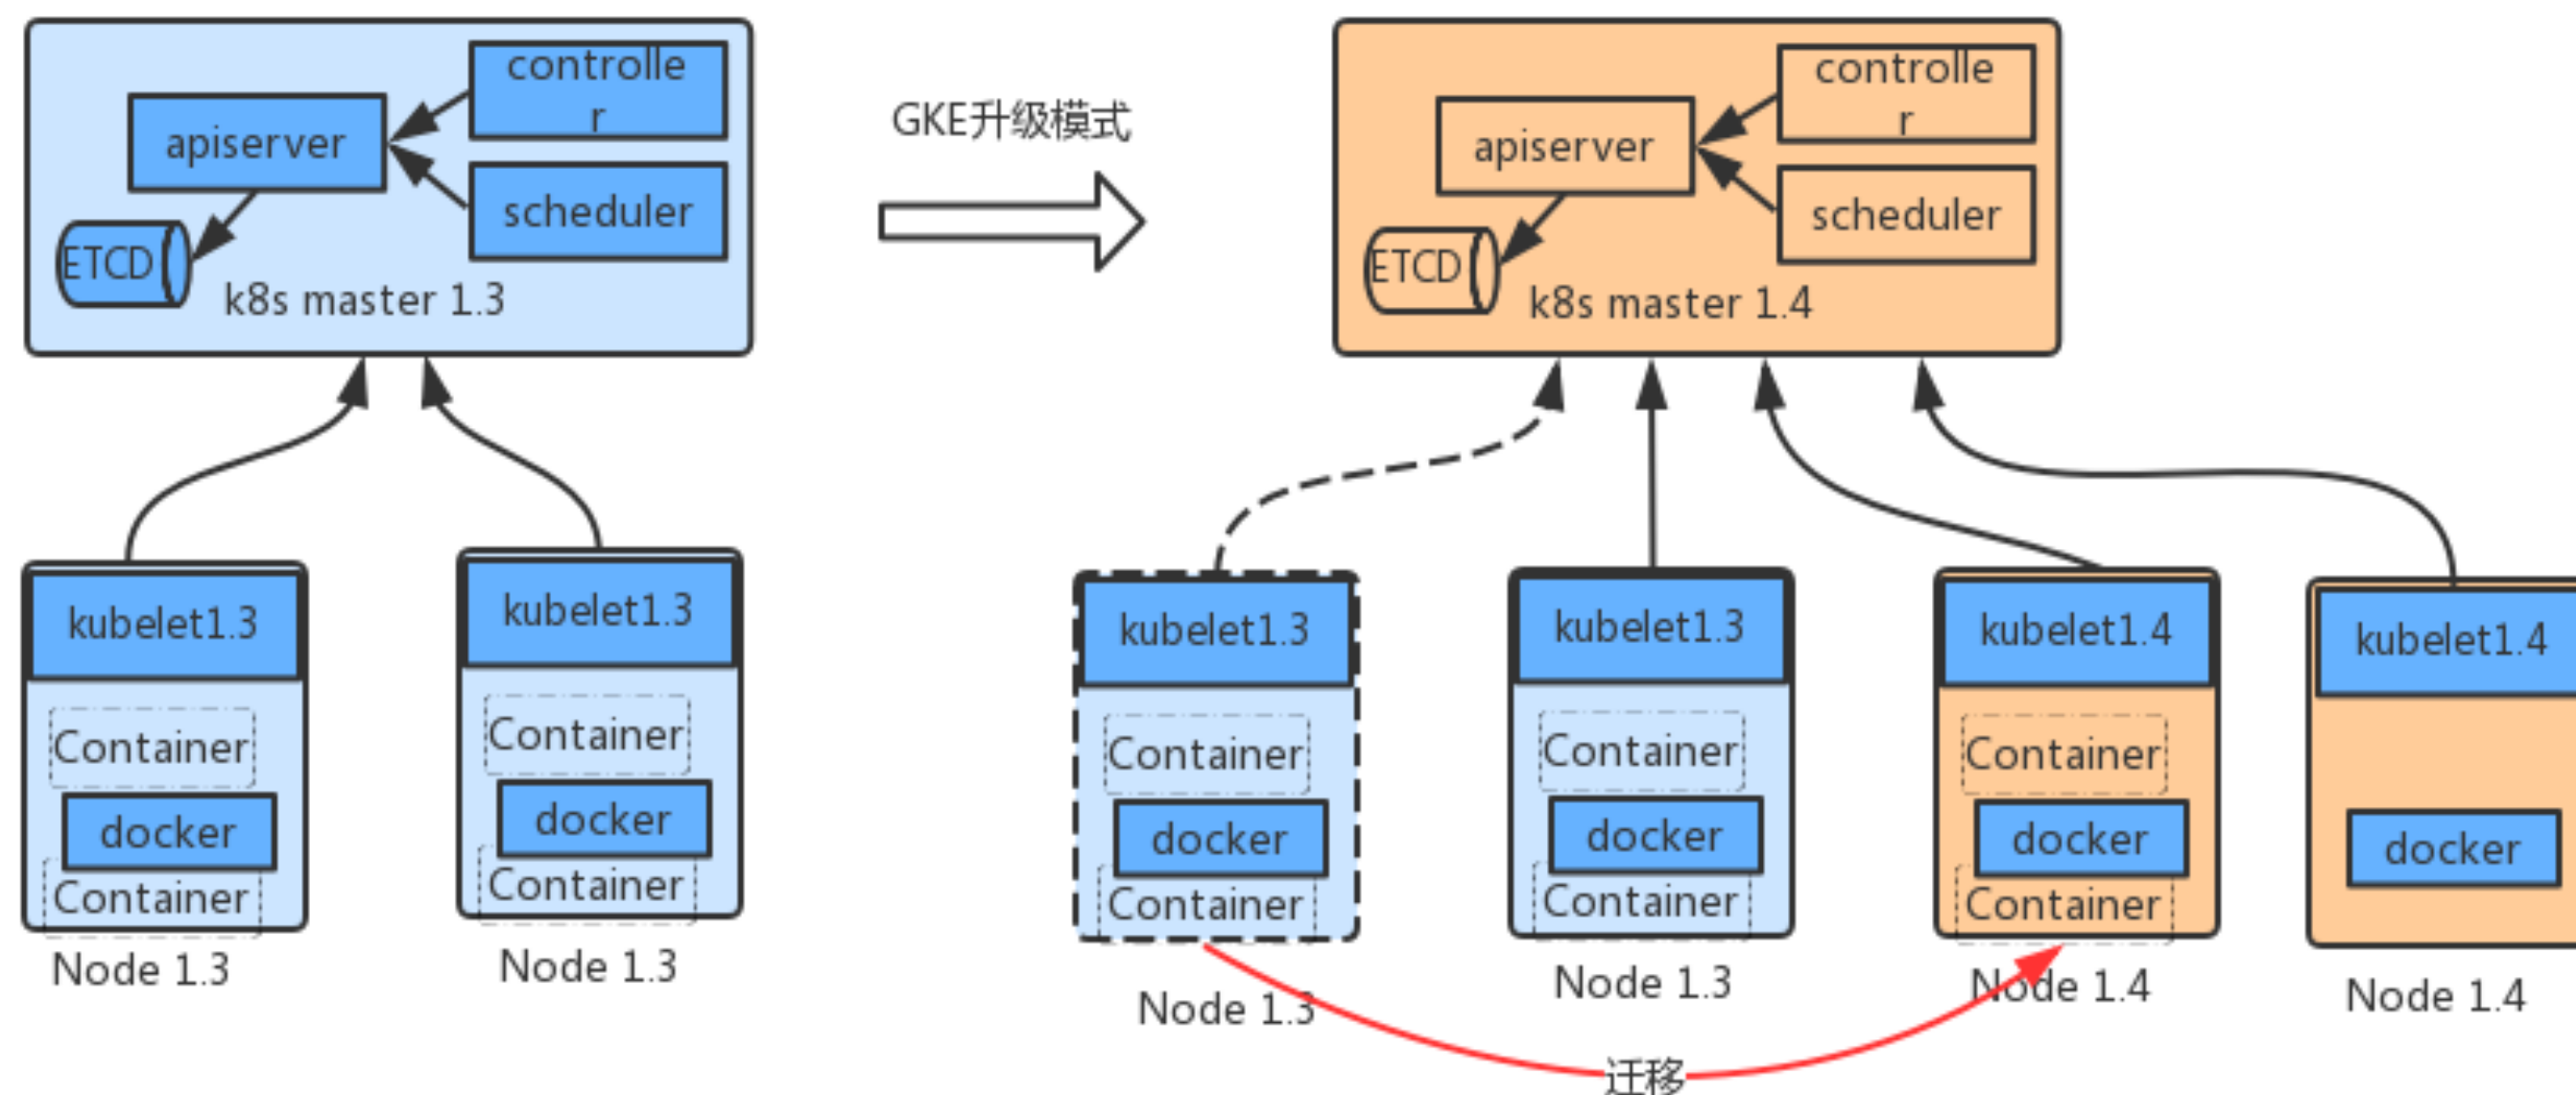 controlle
r
apiserver
scheduler
ETCD
k8s master 1.3
GKE升级模式
controlle
r
apiserver
scheduler
ETCD
k8s master 1.4
kubelet1.3
Container
docker
Container
Node 1.3
kubelet1.3
Container
docker
Container
Node 1.3
kubelet1.3
Container
docker
Container
Node 1.3
kubelet1.3
Container
docker
Container
Node 1.3
kubelet1.4
Container
docker
Container
Node 1.4
kubelet1.4
docker
Node 1.4
迁移